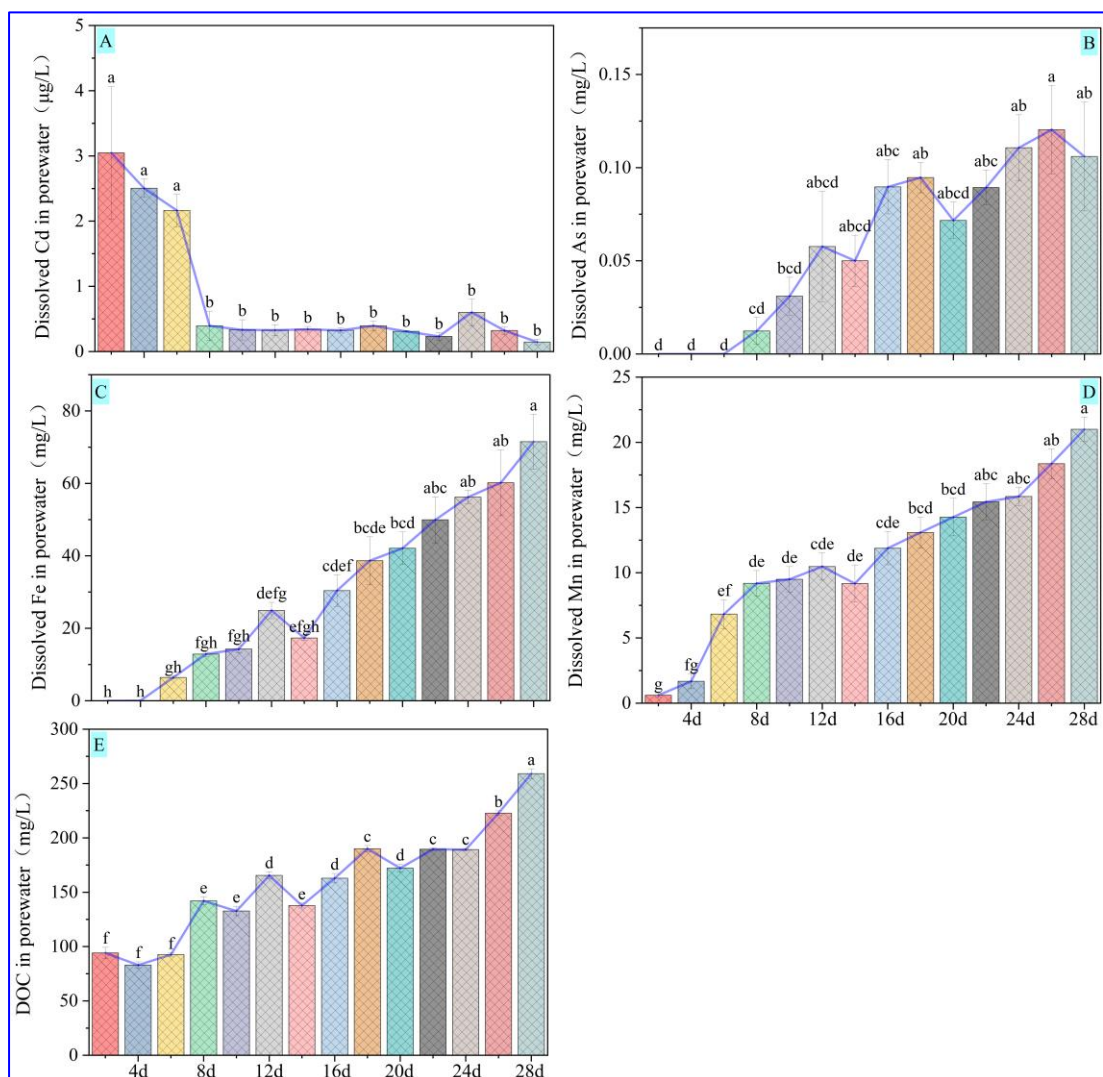 A
Dissolved Cd in porewater（μg/L）
5
4
3
2
1
0
a
a
a
b
b
b
b
b
b
b
b
b
b
b
B
Dissolved As in porewater（mg/L）
0.15
0.10
0.05
0.00
d
d
d
cd
bcd
abcd
abcd
abc
ab
abcd
abc
ab
a
ab
C
Dissolved Fe in porewater（mg/L）
80
60
40
20
0
h
h
gh
fgh
fgh
defg
efgh
cdef
bcde
bcd
abc
ab
ab
a
D
Dissolved Mn in porewater（mg/L）
25
20
15
10
5
0
g
fg
ef
de
de
cde
de
cde
bcd
bcd
abc
abc
ab
a
4d 8d 12d 16d 20d 24d 28d
E
DOC in porewater（mg/L）
300
250
200
150
100
50
0
f
f
f
e
e
d
e
d
c
d
c
c
b
a
4d 8d 12d 16d 20d 24d 28d